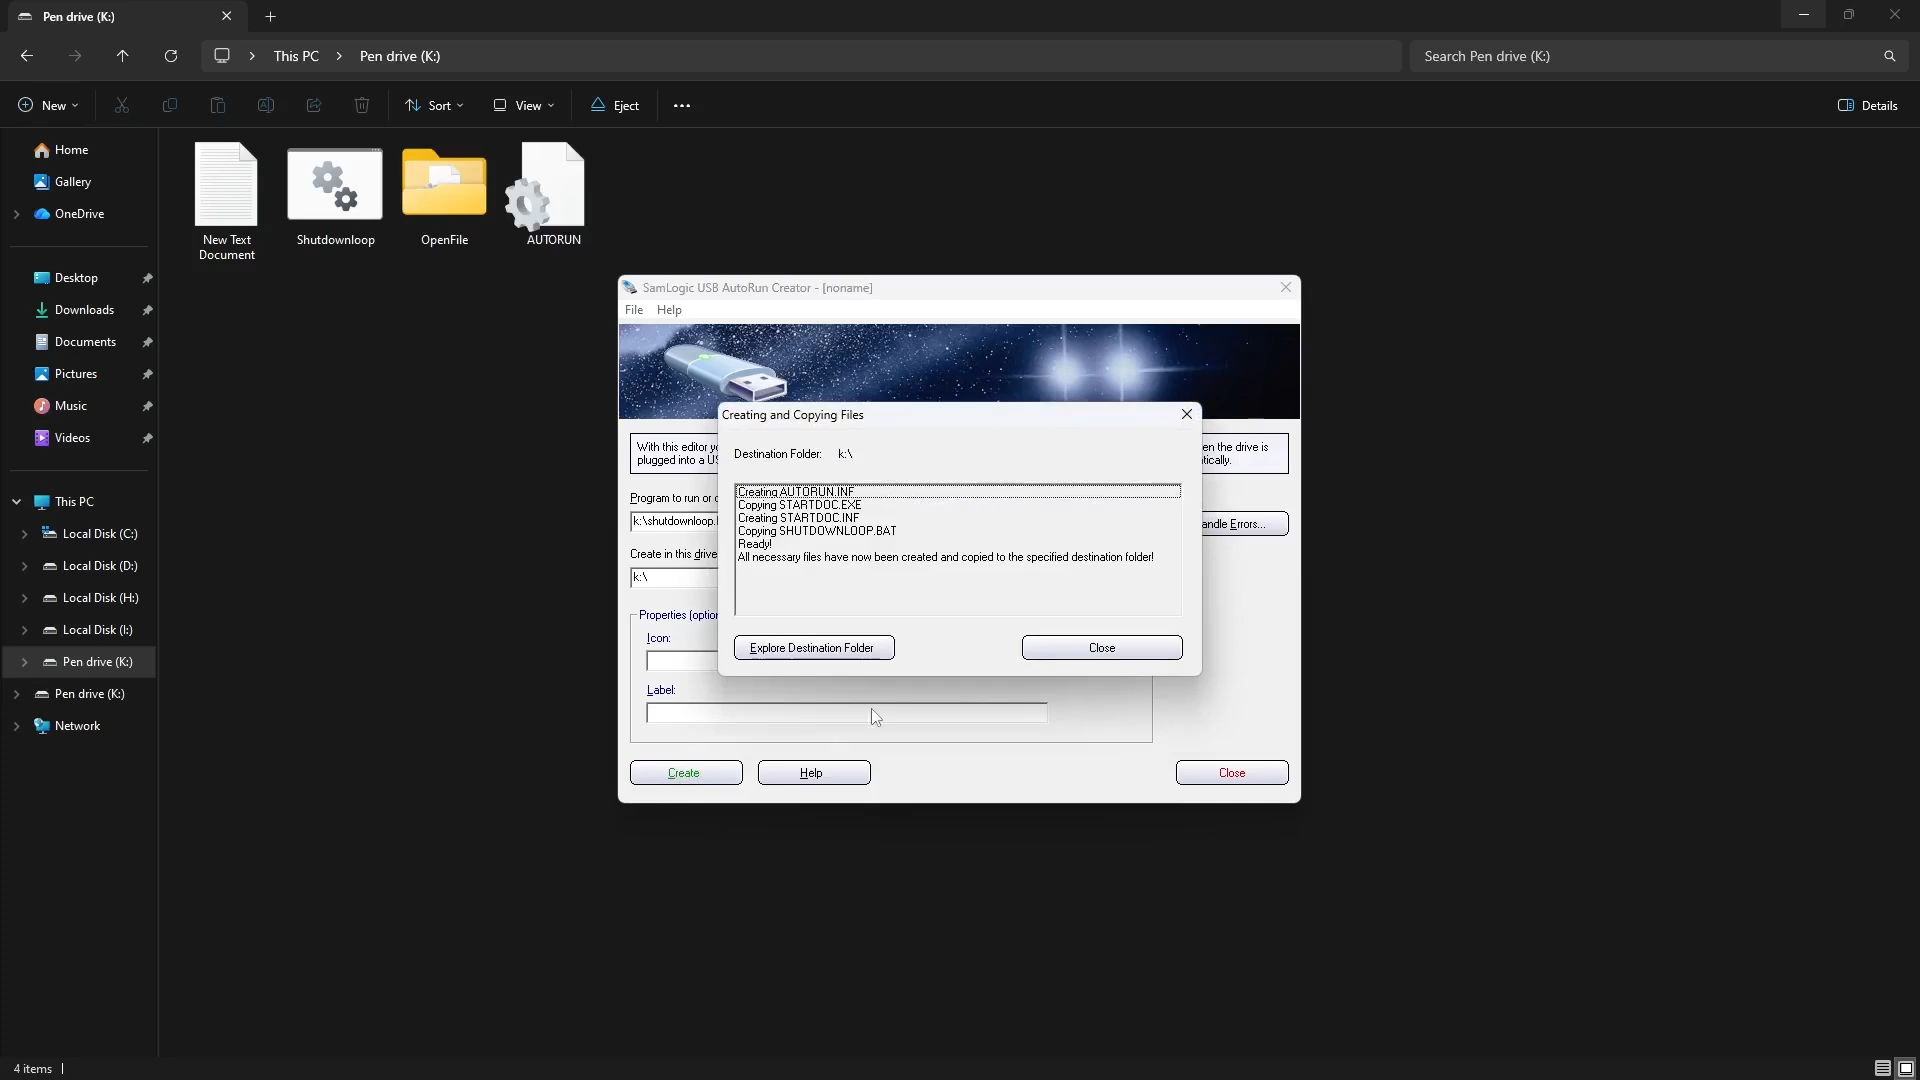 Pen drive (K:)
This PC
Pen drive (K:)
Search Pen drive (K:)
New
Sort
View
Eject
Details
Home
Gallery
OneDrive
Desktop
Downloads
Documents
Pictures
Music
Videos
This PC
Local Disk (C:)
Local Disk (D:)
Local Disk (H:)
Local Disk (I:)
Pen drive (K:)
Pen drive (K:)
Network
New Text
Document
Shutdownloop
OpenFile
AUTORUN
SamLogic USB AutoRun Creator - [noname]
File Help
With this editor
plugged into a
en the drive is
tically.
Program to run or
k:\shutdownloop.
andle Errors...
Create in this drive
k:\
Properties
Icon:
Label:
Create
Help
Close
Creating and Copying Files
Destination Folder: k:\
Creating AUTORUN.INF
Copying STARTDOC.EXE
Creating STARTDOC.INF
Copying SHUTDOWNLOOP.BAT
Ready!
All necessary files have now been created and copied to the specified destination folder!
Explore Destination Folder
Close
4 items